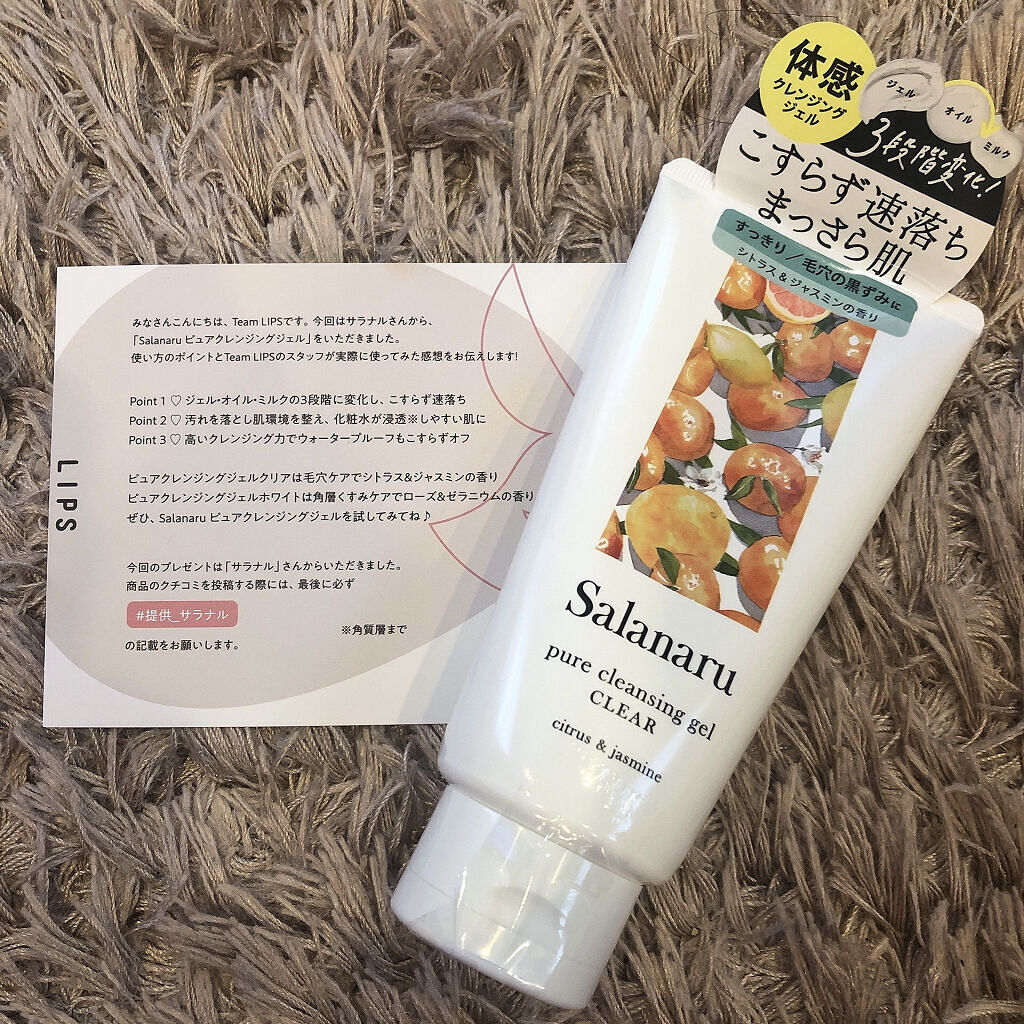 みなさんこんにちは、Team LIPSです。今回はサラナルさんから、
「Salanaru ピュアクレンジングジェル」をいただきました。
使い方のポイントとTeam LIPSのスタッフが実際に使ってみた感想をお伝えします!
Point 1 ♡ ジェル・オイル・ミルクの3段階に変化し、こすらず速落ち
Point 2 ♡ 汚れを落とし肌環境を整え、化粧水が浸透※しやすい肌に
Point 3 ♡ 高いクレンジング力でウォータープルーフもこすらずオフ
ピュアクレンジングジェルクリアは毛穴ケアでシトラス&ジャスミンの香り
ピュアクレンジングジェルホワイトは角層くすみケアでローズ&ゼラニウムの香り
ぜひ、Salanaru ピュアクレンジングジェルを試してみてね♪
今回のプレゼントは「サラナル」さんからいただきました。
商品のクチコミを投稿する際には、最後に必ず
#提供_サラナル
※角質層まで
の記載をお願いします。
LIPS
体感
クレンジング
ジェル
ジェル
オイル
ミルク
3段階変化!
こすらず速落ち
まっさら肌
すっきり/毛穴の黒ずみに
シトラス&ジャスミンの香り
Salanaru
pure cleansing gel
CLEAR
citrus & jasmine